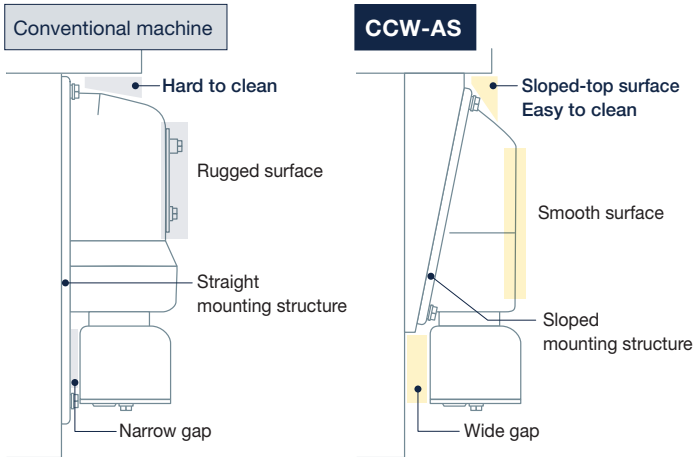 Conventional machine
Hard to clean
Rugged surface
Straight
mounting structure
Narrow gap
CCW-AS
Sloped-top surface
Easy to clean
Smooth surface
Sloped
mounting structure
Wide gap